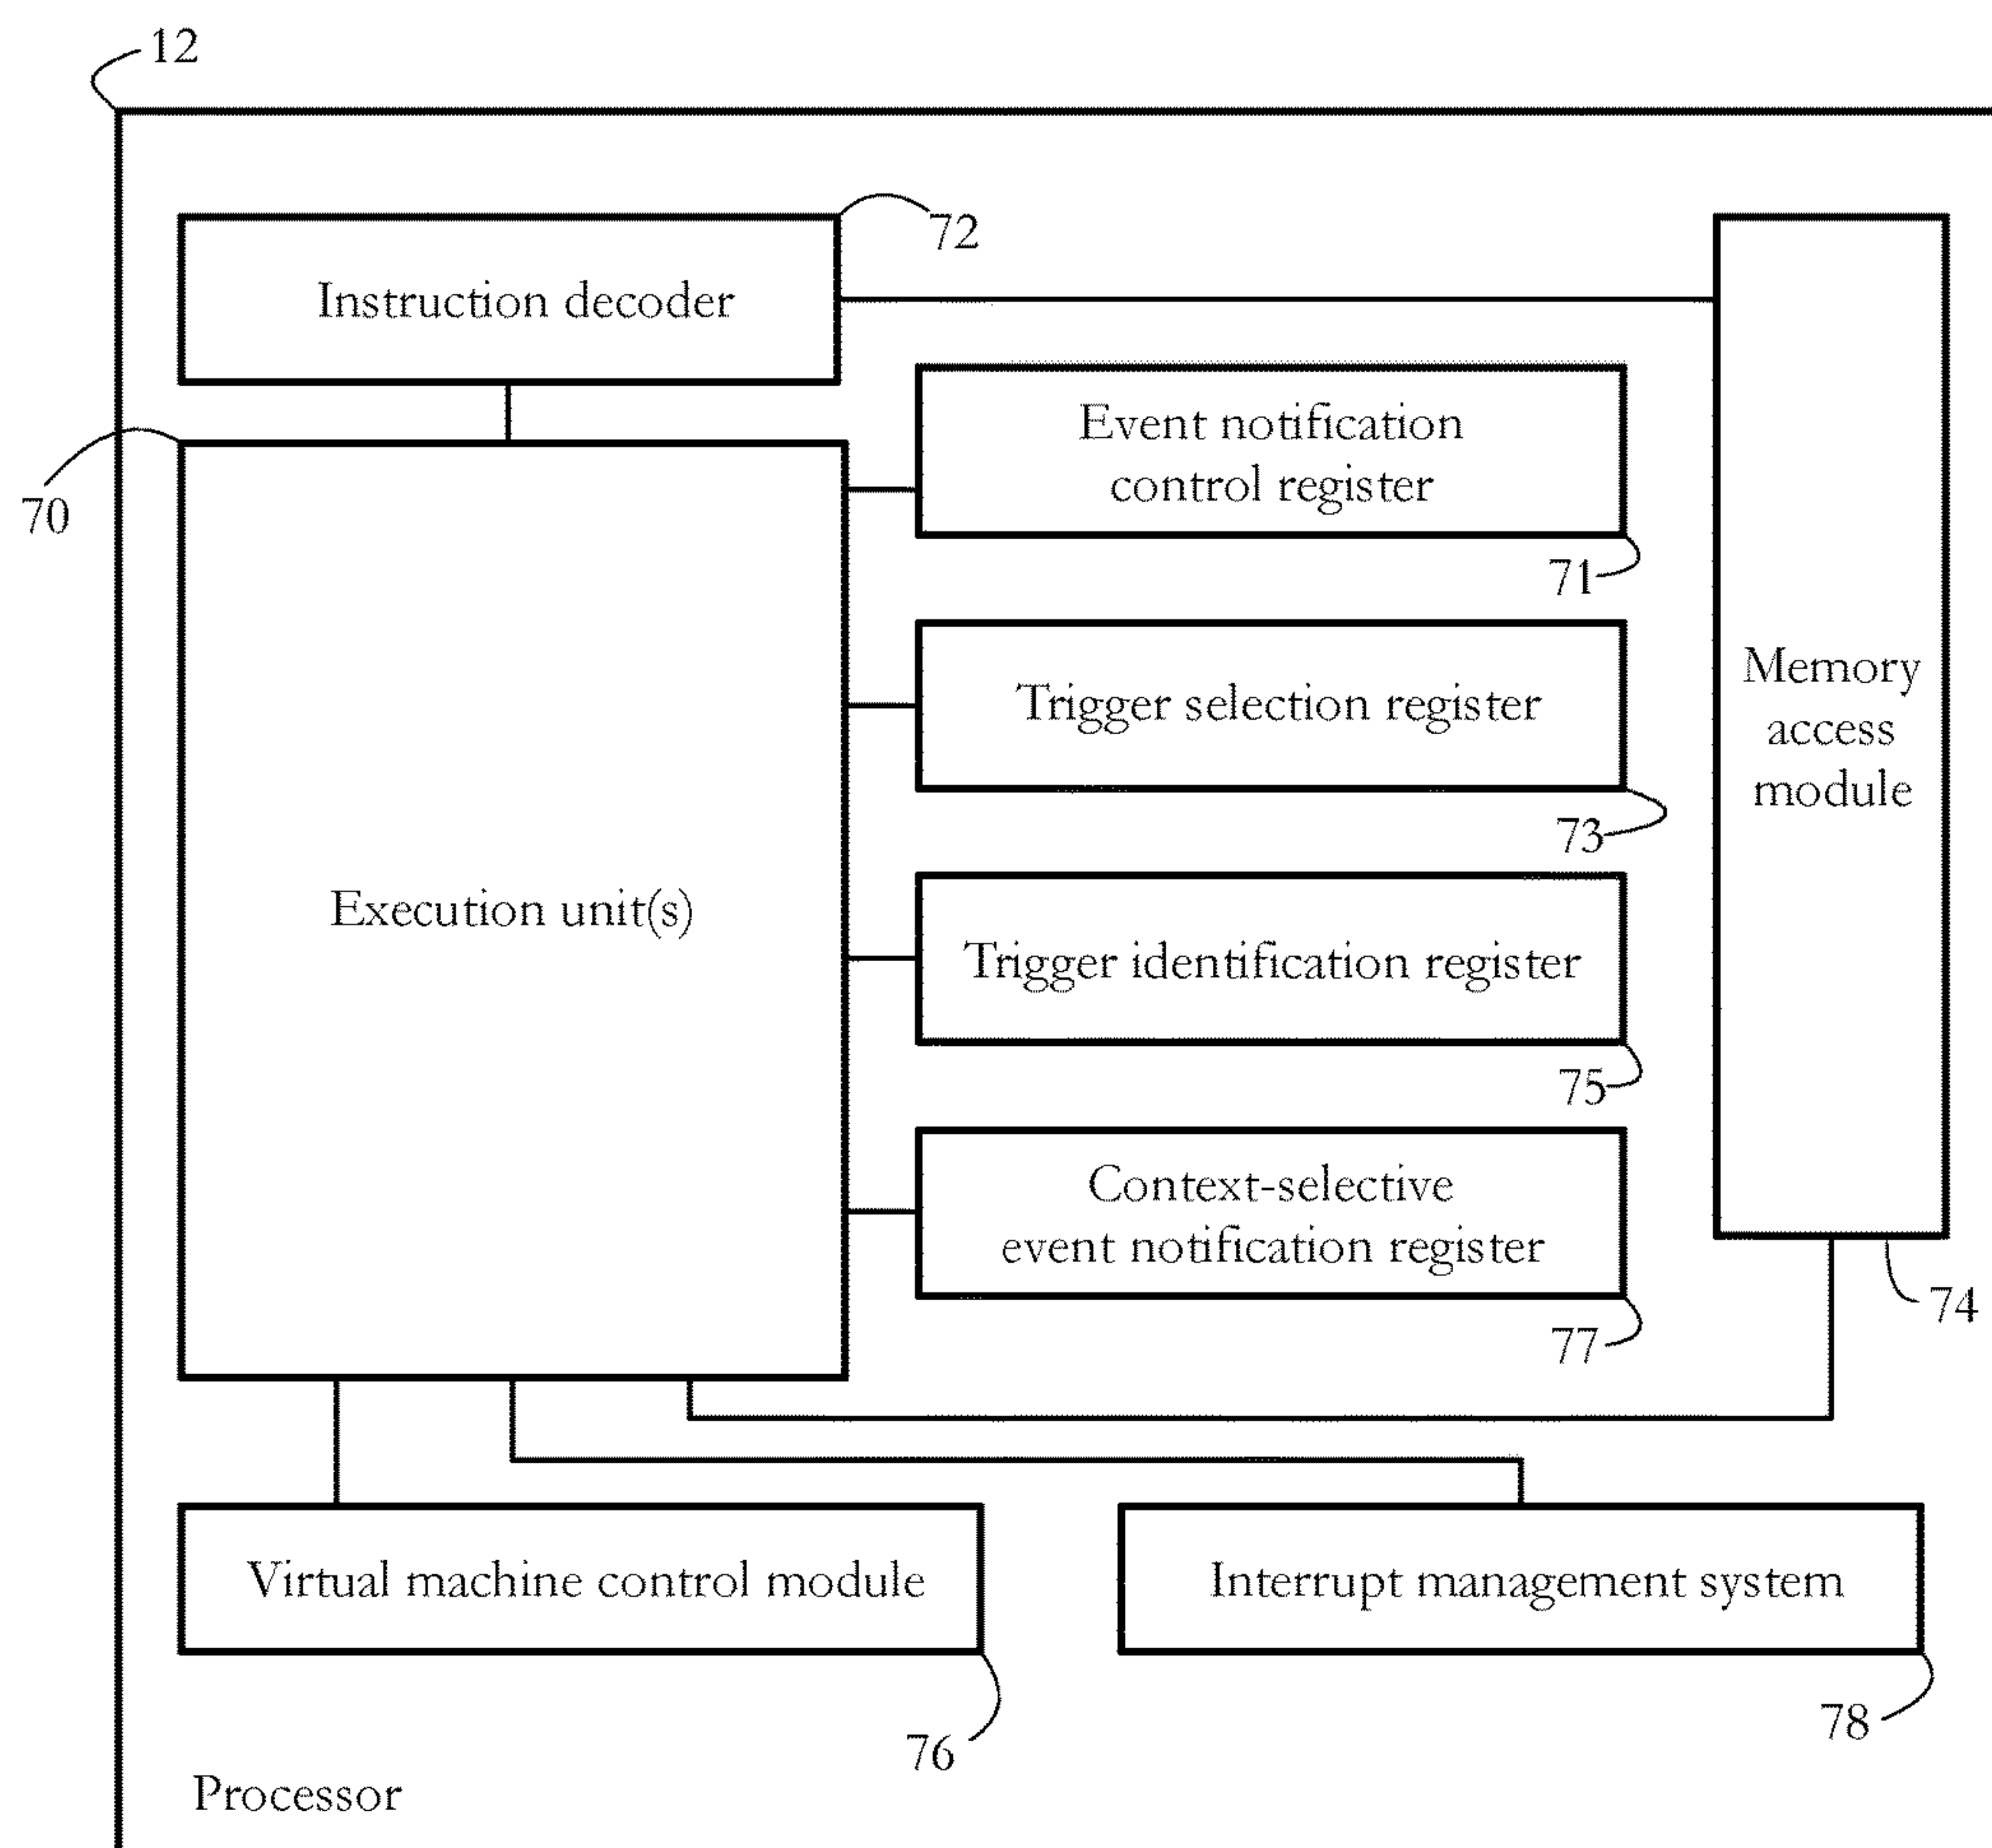 12
72
Instruction decoder
Event notification
control register
70
71
Memory
access
module
Trigger selection register
73
Execution unit(s)
Trigger identification register
75
Context-selective
event notification register
74
77
Virtual machine control module
Interrupt management system
76
78
Processor